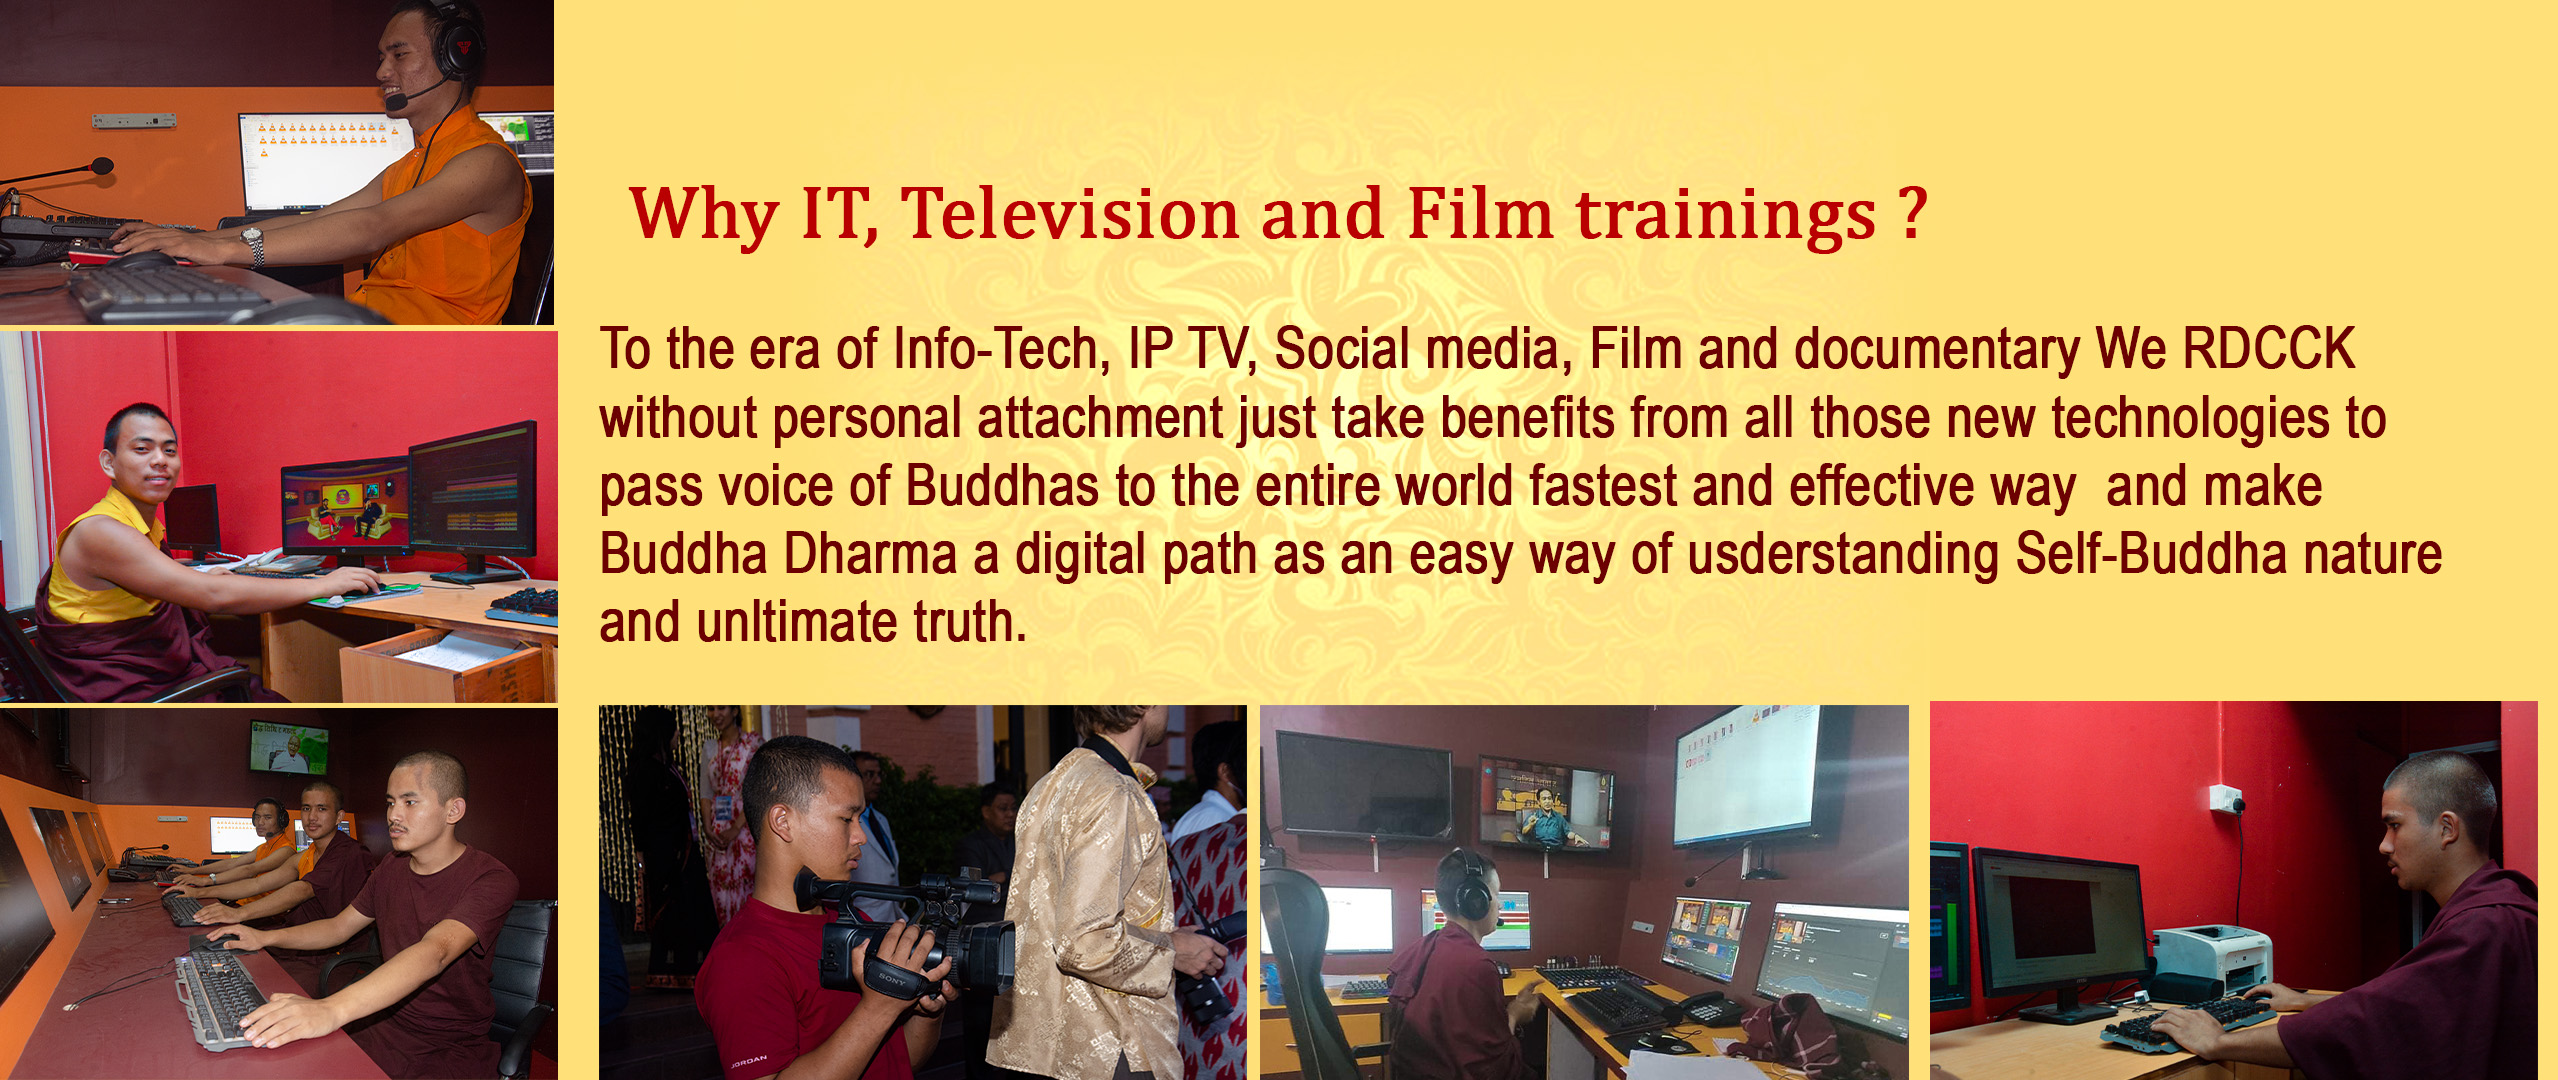 Why IT, Television and Film trainings ?
To the era of Info-Tech, IP TV, Social media, Film and documentary We RDCCK
without personal attachment just take benefits from all those new technologies to
pass voice of Buddhas to the entire world fastest and effective way  and make
Buddha Dharma a digital path as an easy way of usderstanding Self-Buddha nature
and unltimate truth.
SONY
JORDAN